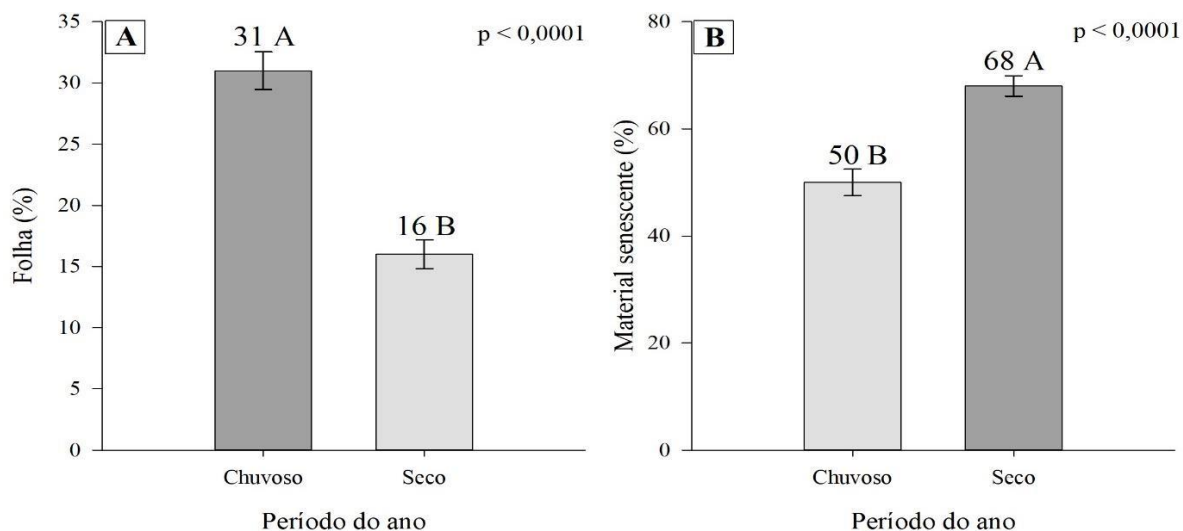 A
p < 0,0001
31 A
16 B
35
30
25
20
15
10
5
0
Folha (%)
Chuvoso Seco
Período do ano
B
p < 0,0001
68 A
50 B
80
60
40
20
0
Material senescente (%)
Chuvoso Seco
Período do ano